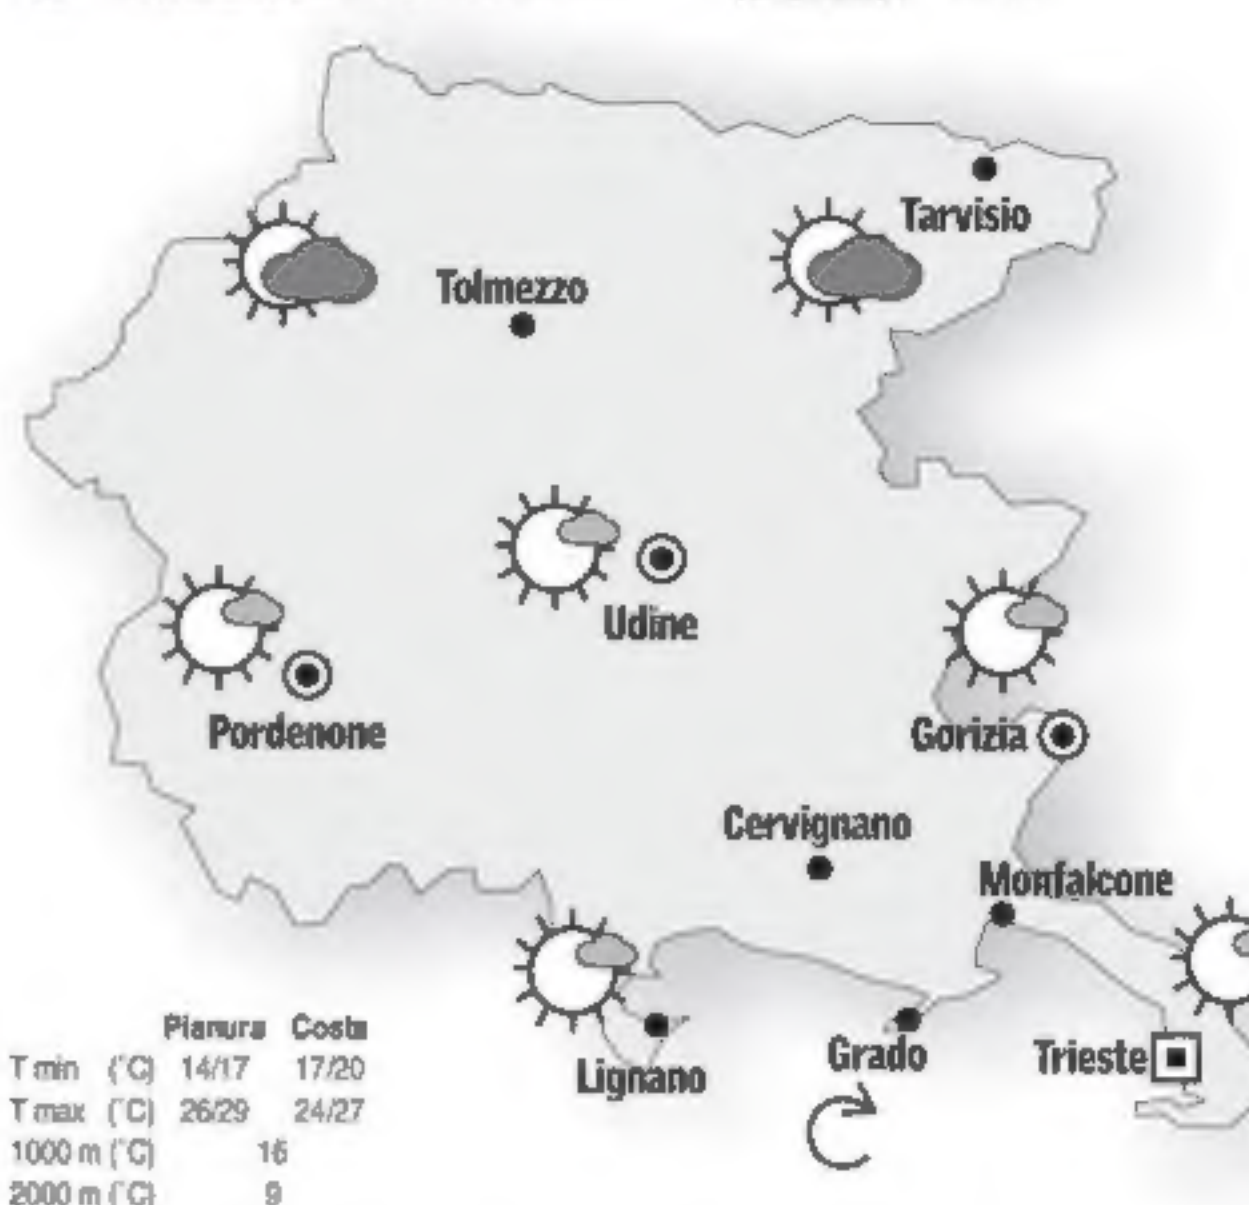 Tarvisio
Tolmezzo
Udine
Pordenone
Gorizia
Cervignano
Monfalcone
Grado
Trieste
Lignano
Pianura Costa
T min (°C) 14/17 17/20
T max (°C) 26/29 24/27
1000 m (°C) 16
2000 m (°C) 9